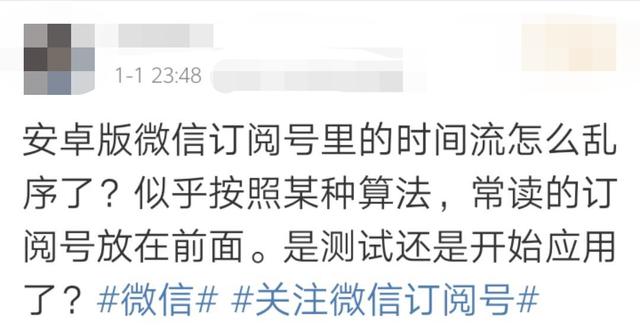 1-1 23:48
安卓版微信订阅号里的时间流怎么乱
序了？似乎按照某种算法，常读的订
阅号放在前面。是测试还是开始应用
了？#微信# #关注微信订阅号#